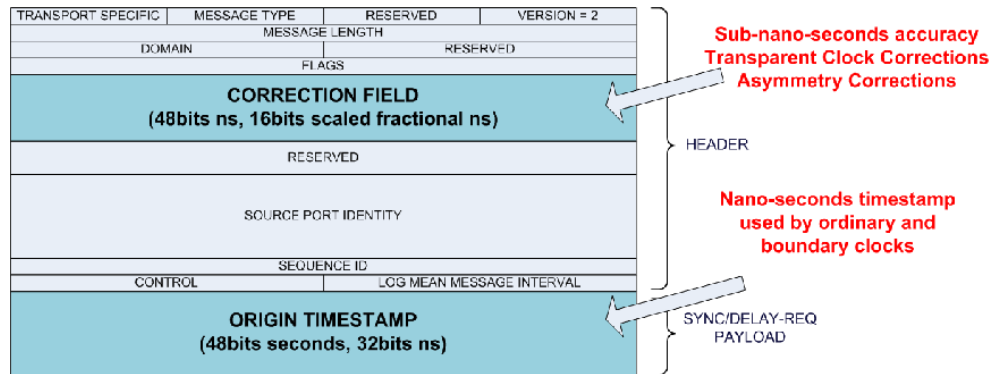 TRANSPORT SPECIFIC MESSAGE TYPE RESERVED VERSION = 2
MESSAGE LENGTH
DOMAIN RESERVED
FLAGS
CORRECTION FIELD
(48bits ns, 16bits scaled fractional ns)
RESERVED
SOURCE PORT IDENTITY
SEQUENCE ID
CONTROL LOG MEAN MESSAGE INTERVAL
ORIGIN TIMESTAMP
(48bits seconds, 32bits ns)
Sub-nano-seconds accuracy
Transparent Clock Corrections
Asymmetry Corrections
HEADER
Nano-seconds timestamp
used by ordinary and
boundary clocks
SYNC/DELAY-REQ
PAYLOAD